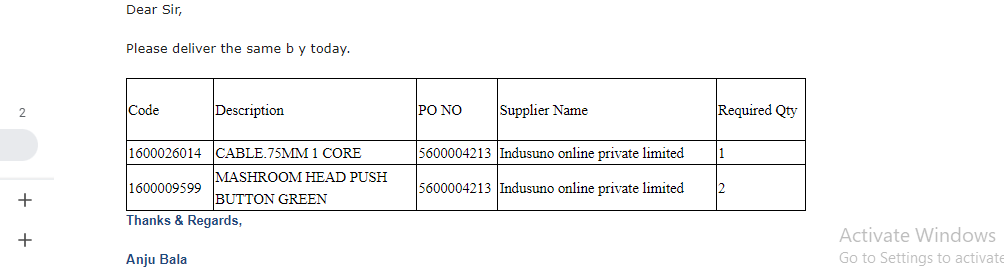 Dear Sir,
Please deliver the same b y today.
Code Description PO NO Supplier Name Required Qty
2
1600026014 CABLE.75MM 1 CORE 5600004213 Indusuno online private limited 1
1600009599 MASHROOM HEAD PUSH BUTTON GREEN 5600004213 Indusuno online private limited 2
Thanks & Regards,
Activate Windows
Go to Settings to activate
Anju Bala